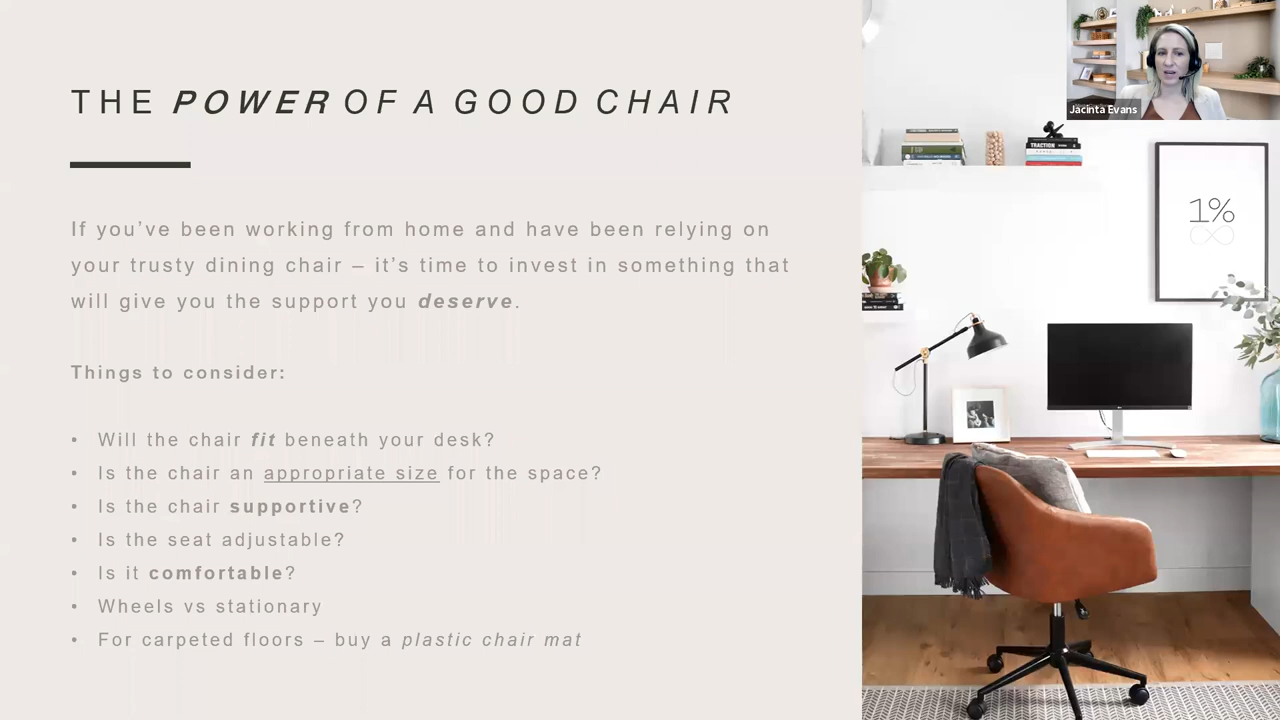 THE POWER OF A GOOD CHAIR
If you’ve been working from home and have been relying on
your trusty dining chair – it’s time to invest in something that
will give you the support you deserve.
Things to consider:
• Will the chair fit beneath your desk?
• Is the chair an appropriate size for the space?
• Is the chair supportive?
• Is the seat adjustable?
• Is it comfortable?
• Wheels vs stationary
• For carpeted floors – buy a plastic chair mat
Jacinta Evans
TRACTION
1%